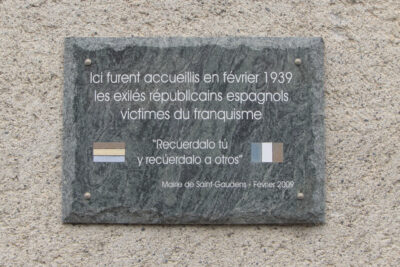 Ici furent accueillis en février 1939
les exilés républicains espagnols
victimes du franquisme
"Recuérdalo tú
y recuérdalo a otros"
Mairie de Saint-Gaudens - Février 2009